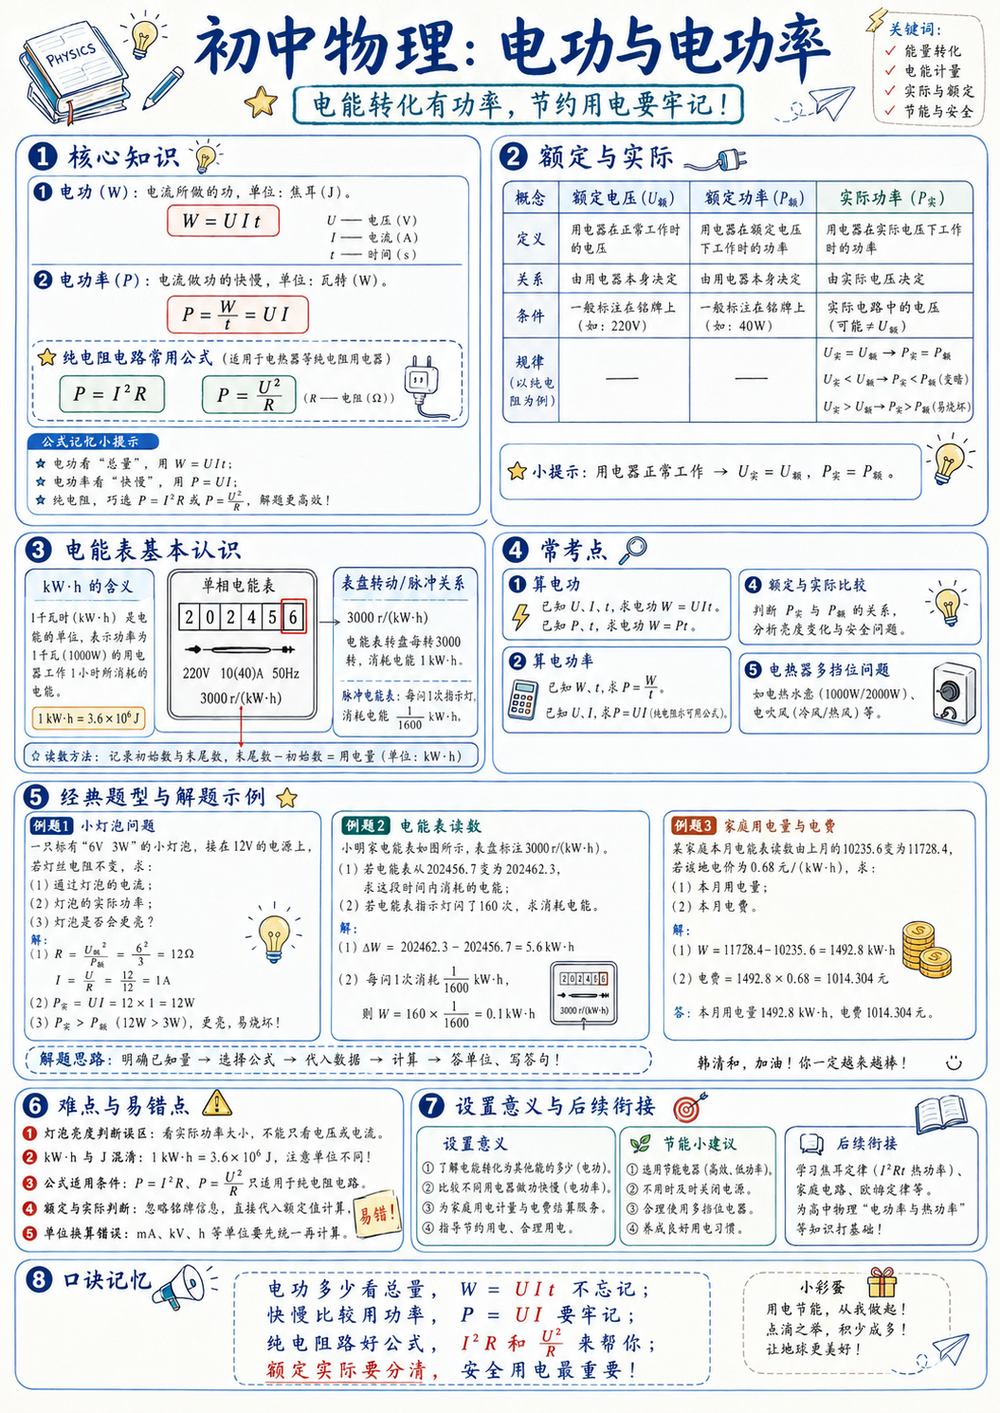 PHYSICS
初中物理：电功与电功率
电能转化有功率，节约用电要牢记！
关键词：
✓ 能量转化
✓ 电能计量
✓ 实际与额定
✓ 节能与安全
1 核心知识
1 电功（W）：电流所做的功，单位：焦耳(J)。
W = UIt
U —— 电压(V)
I —— 电流(A)
t —— 时间(s)
2 电功率（P）：电流做功的快慢，单位：瓦特(W)。
P = W/t = UI
纯电阻电路常用公式（适用于电热器等纯电阻用电器）
P = I²R
P = U²/R
(R —— 电阻(Ω))
公式记忆小提示
电功看“总量”，用 W = UIt；
电功率看“快慢”，用 P = UI；
纯电阻，巧选 P = I²R 或 P = U²/R，解题更高效！
2 额定与实际
概念 额定电压(U额) 额定功率(P额) 实际功率（P实）
定义 用电器在正常工作时的电压 用电器在额定电压下工作时的功率 用电器在实际电压下工作时的功率
关系 由用电器本身决定 由用电器本身决定 由实际电压决定
条件 一般标注在铭牌上（如：220V） 一般标注在铭牌上（如：40W） 实际电路中的电压（可能≠U额）
规律（以纯电阻为例） —— ——
U实 = U额 → P实 = P额
U实 < U额 → P实 < P额(变暗)
U实 > U额 → P实 > P额(易烧坏)
小提示：用电器正常工作 → U实 = U额，P实 = P额。
3 电能表基本认识
kW·h 的含义
1千瓦时(kW·h) 是电
能的单位，表示功率为
1千瓦(1000W) 的用电
器工作1小时所消耗的
电能。
1 kW·h = 3.6×10⁶ J
单相电能表
2 0 2 4 5 6
220V 10(40)A 50Hz
3000 r/(kW·h)
表盘转动/脉冲关系
3000 r/(kW·h)
电能表转盘每转3000
转，消耗电能 1 kW·h。
脉冲电能表：每闪1次指示灯，
消耗电能 1/1600 kW·h。
☆ 读数方法：记录初始数与末尾数，末尾数－初始数 = 用电量（单位：kW·h）
4 常考点
1 算电功
已知 U、I、t，求电功 W = UIt。
已知 P、t，求电功 W = Pt。
2 算电功率
已知 W、t，求 P = W/t。
已知 U、I，求 P = UI (纯电阻亦可用公式)。
4 额定与实际比较
判断 P实 与 P额 的关系，
分析亮度变化与安全问题。
5 电热器多挡位问题
如电热水壶（1000W/2000W）、
电吹风（冷风/热风）等。
5 经典题型与解题示例
例题1 小灯泡问题
一只标有“6V 3W”的小灯泡，接在12V的电源上，
若灯丝电阻不变，求：
(1) 通过灯泡的电流；
(2) 灯泡的实际功率；
(3) 灯泡是否会更亮？
解：
(1) R = U额²/P额 = 6²/3 = 12Ω
I = U/R = 12/12 = 1A
(2) P实 = UI = 12 × 1 = 12W
(3) P实 > P额（12W > 3W），更亮，易烧坏！
例题2 电能表读数
小明家电能表如图所示，表盘标注3000 r/(kW·h)。
(1) 若电能表从202456.7变为202462.3，
求这段时间内消耗的电能；
(2) 若电能表指示灯闪了160次，求消耗电能。
解：
(1) ΔW = 202462.3 − 202456.7 = 5.6 kW·h
(2) 每闪1次消耗 1/1600 kW·h，
则 W = 160 × 1/1600 = 0.1 kW·h
2 0 2 4 5 6
3000 r/(kW·h)
例题3 家庭用电量与电费
某家庭本月电能表读数由上月的10235.6变为11728.4，
若该地电价为0.68元/(kW·h)，求：
(1) 本月用电量；
(2) 本月电费。
解：
(1) W = 11728.4−10235.6 = 1492.8 kW·h
(2) 电费 = 1492.8 × 0.68 = 1014.304 元
答：本月用电量1492.8 kW·h，电费1014.304元。
解题思路：明确已知量 → 选择公式 → 代入数据 → 计算 → 答单位、写答句！
韩清和，加油！你一定越来越棒！
6 难点与易错点
1 灯泡亮度判断误区：看实际功率大小，不能只看电压或电流。
2 kW·h 与 J 混淆：1 kW·h = 3.6×10⁶ J，注意单位不同！
3 公式适用条件：P = I²R、P = U²/R 只适用于纯电阻电路。
4 额定与实际判断：忽略铭牌信息，直接代入额定值计算。
5 单位换算错误：mA、kV、h 等单位要先统一再计算。
易错！
7 设置意义与后续衔接
设置意义
① 了解电能转化为其他能的多少(电功)。
② 比较不同用电器做功快慢(电功率)。
③ 为家庭用电计量与电费结算服务。
④ 指导节约用电、合理用电。
节能小建议
① 选用节能电器(高效、低功率)。
② 不用时及时关闭电源。
③ 合理使用多挡位电器。
④ 养成良好用电习惯。
后续衔接
学习焦耳定律（I²Rt 热功率）、
家庭电路、欧姆定律等。
为高中物理“电功率与热功率”
等知识打基础！
8 口诀记忆
电功多少看总量，W = UIt 不忘记；
快慢比较用功率，P = UI 要牢记；
纯电阻路好公式，I²R 和 U²/R 来帮你；
额定实际要分清，安全用电最重要！
小彩蛋
用电节能，从我做起！
点滴之举，积少成多！
让地球更美好！